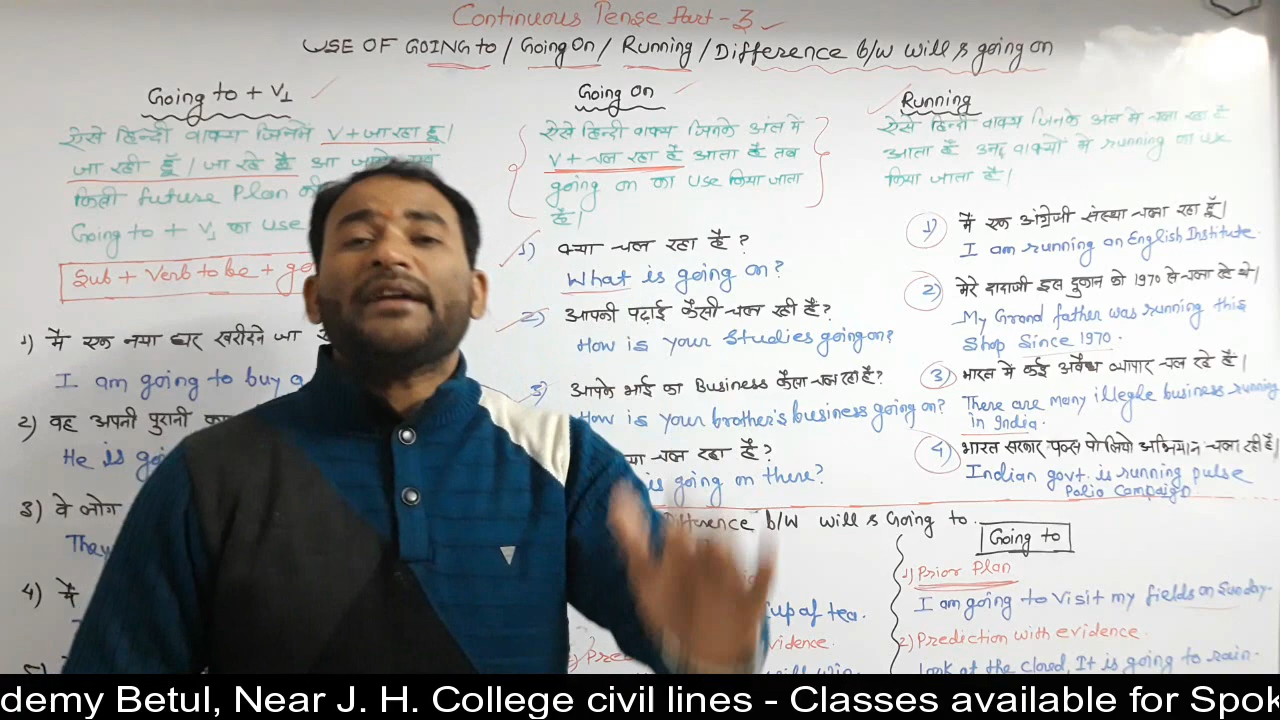 Continuous Tense Part-3
USE OF GOING to / Going On / Running / Difference b/w will & going on
Going to + V1
ऐसे हिन्दी वाक्य जिनमें V + जा रहा हूँ।
जा रही हूँ। जा रहे हैं आ जाये
किसी future Plan
Going to + V1 का use
Sub + Verb to be + go
1) मैं एक नया घर खरीदने जा
I am going to buy a
2) वह अपनी पुरानी
He is goi
3) वे लोग
They
4) मैं
Going on
ऐसे हिन्दी वाक्य जिनके अंत में
V + चल रहा है आता है तब
going on का use किया जाता
है।
1) क्या चल रहा है?
What is going on?
2) आपकी पढ़ाई कैसी चल रही है?
How is your studies going on?
3) आपके भाई का Business कैसा चल रहा है?
How is your brother's business going on?
या चल रहा है?
is going on there?
Running
ऐसे हिन्दी वाक्य जिनके अंत में चला रहा है
आता है उन वाक्यों में running का use
किया जाता है।
1) मैं एक अंग्रेजी संस्था चला रहा हूँ।
I am running an English Institute.
2) मेरे दादाजी इस दुकान को 1970 से चला रहे थे।
My Grand father was running this
Shop Since 1970.
3) भारत में कई अवैध व्यापार चल रहे हैं।
There are many illegle business running
in India.
4) भारत सरकार पल्स पोलियो अभियान चला रही है।
Indian govt. is running pulse
Polio Campaign.
Difference b/w will & Going to.
cup of tea.
vidence.
will win
Going to
1) Prior Plan
I am going to visit my fields on Sunday.
2) Prediction with evidence.
Look at the closed, It is going to rain.
demy Betul, Near J. H. College civil lines - Classes available for Spok